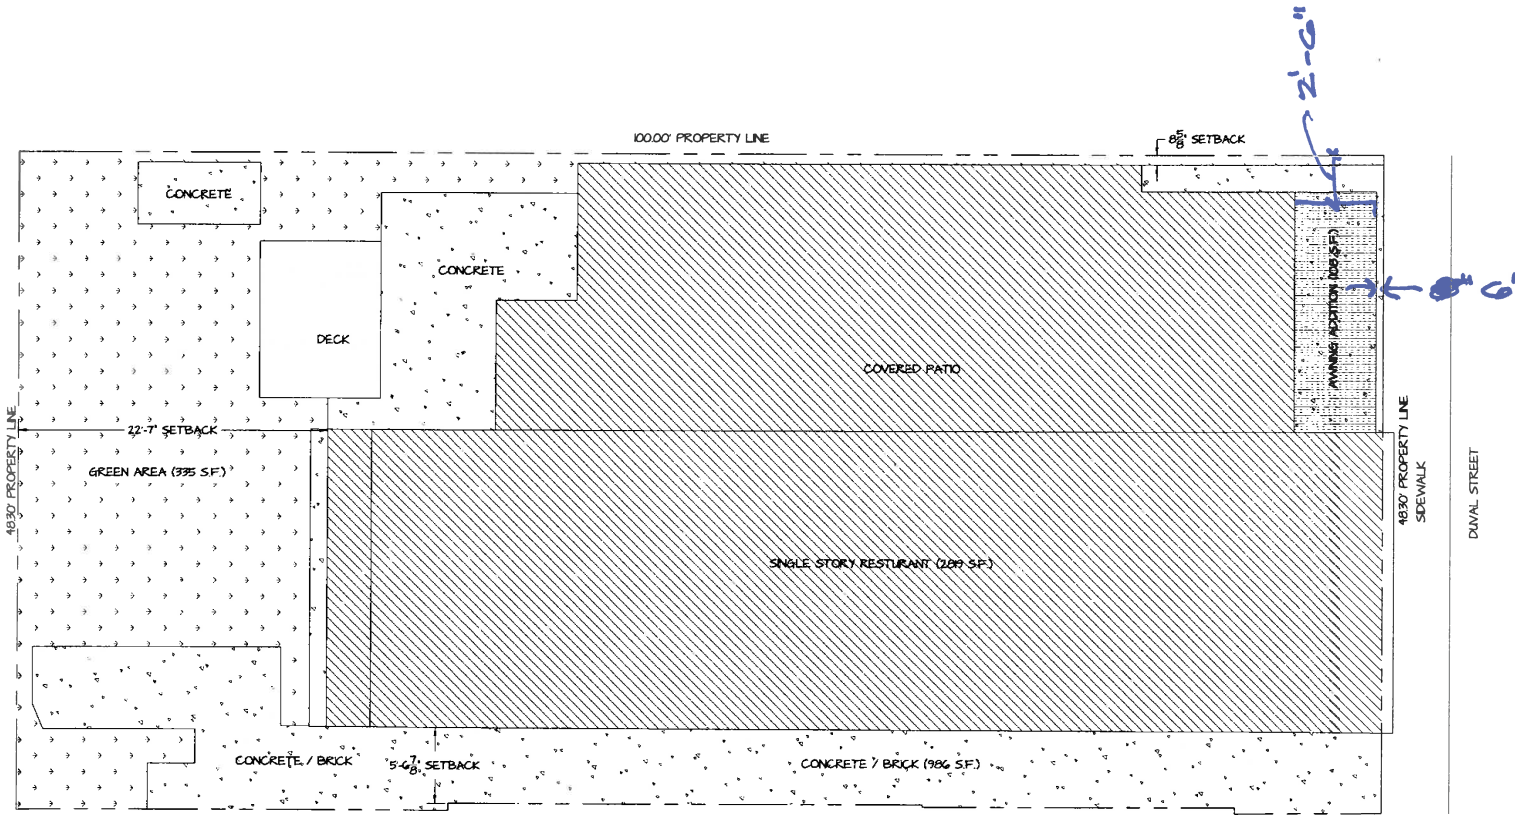 2'-6"
100.00' PROPERTY LINE
8 5/8" SETBACK
CONCRETE
CONCRETE
DECK
COVERED PATIO
AWNING ADDITION (108 S.F.)
6"
22'-7" SETBACK
GREEN AREA (335 S.F.)
48.30' PROPERTY LINE
48.30' PROPERTY LINE
SIDEWALK
DUVAL STREET
SINGLE STORY RESTURANT (2819 S.F.)
CONCRETE / BRICK
5'-6 7/8" SETBACK
CONCRETE / BRICK (986 S.F.)